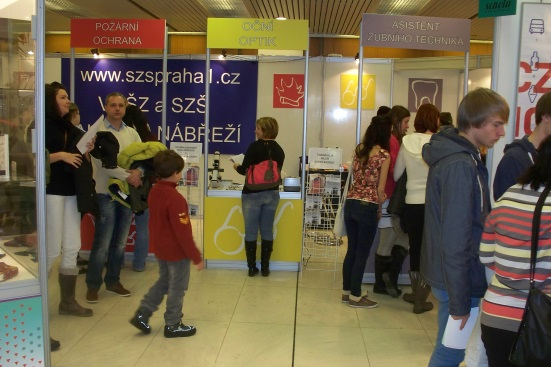 POŽÁRNÍ
OCHRANA
OČNÍ
OPTIK
ASISTENT
ZUBNÍHO TECHNIKA
www.szspraha1.cz
VOŠZ a SZŠ
NÁBŘEŽÍ